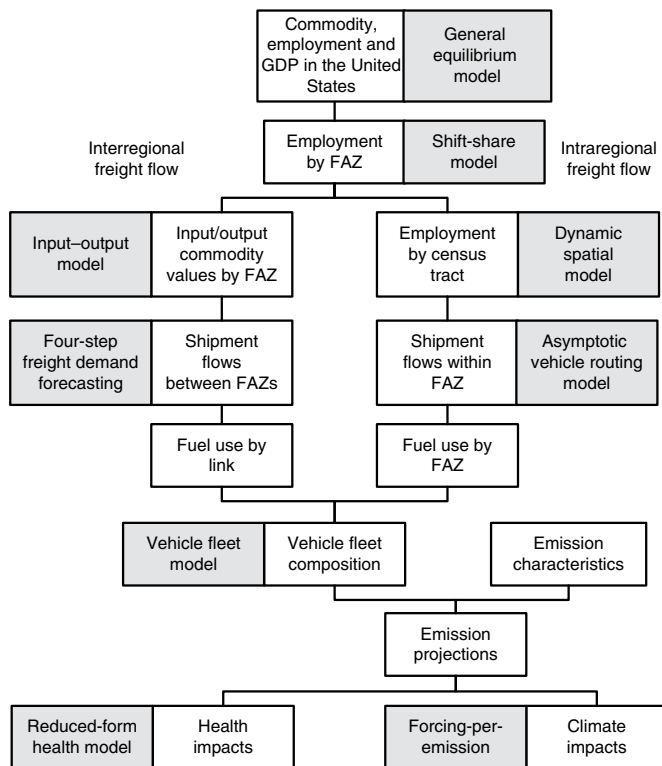 Commodity,
employment and
GDP in the United
States
General
equilibrium
model
Interregional
freight flow
Employment
by FAZ
Shift-share
model
Intraregional
freight flow
Input–output
model
Input/output
commodity
values by FAZ
Employment
by census
tract
Dynamic
spatial
model
Four-step
freight demand
forecasting
Shipment
flows
between FAZs
Shipment
flows within
FAZ
Asymptotic
vehicle routing
model
Fuel use by
link
Fuel use by
FAZ
Vehicle fleet
model
Vehicle fleet
composition
Emission
characteristics
Emission
projections
Reduced-form
health model
Health
impacts
Forcing-per-
emission
Climate
impacts